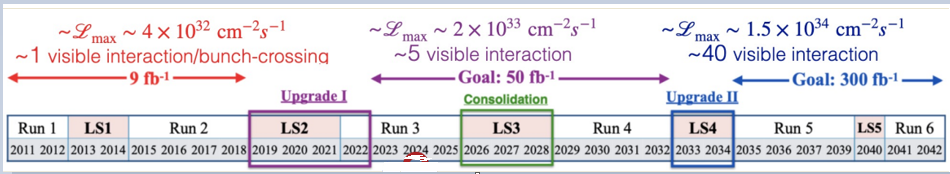 ~ℒmax ~ 4 × 10³² cm⁻²s⁻¹
~1 visible interaction/bunch-crossing
9 fb⁻¹
~ℒmax ~ 2 × 10³³ cm⁻²s⁻¹
~5 visible interaction
Goal: 50 fb⁻¹
~ℒmax ~ 1.5 × 10³⁴ cm⁻²s⁻¹
~40 visible interaction
Goal: 300 fb⁻¹
Upgrade I
Consolidation
Upgrade II
Run 1 LS1 Run 2 LS2 Run 3 LS3 Run 4 LS4 Run 5 LS5 Run 6
2011 2012 2013 2014 2015 2016 2017 2018 2019 2020 2021 2022 2023 2024 2025 2026 2027 2028 2029 2030 2031 2032 2033 2034 2035 2036 2037 2039 2040 2041 2042